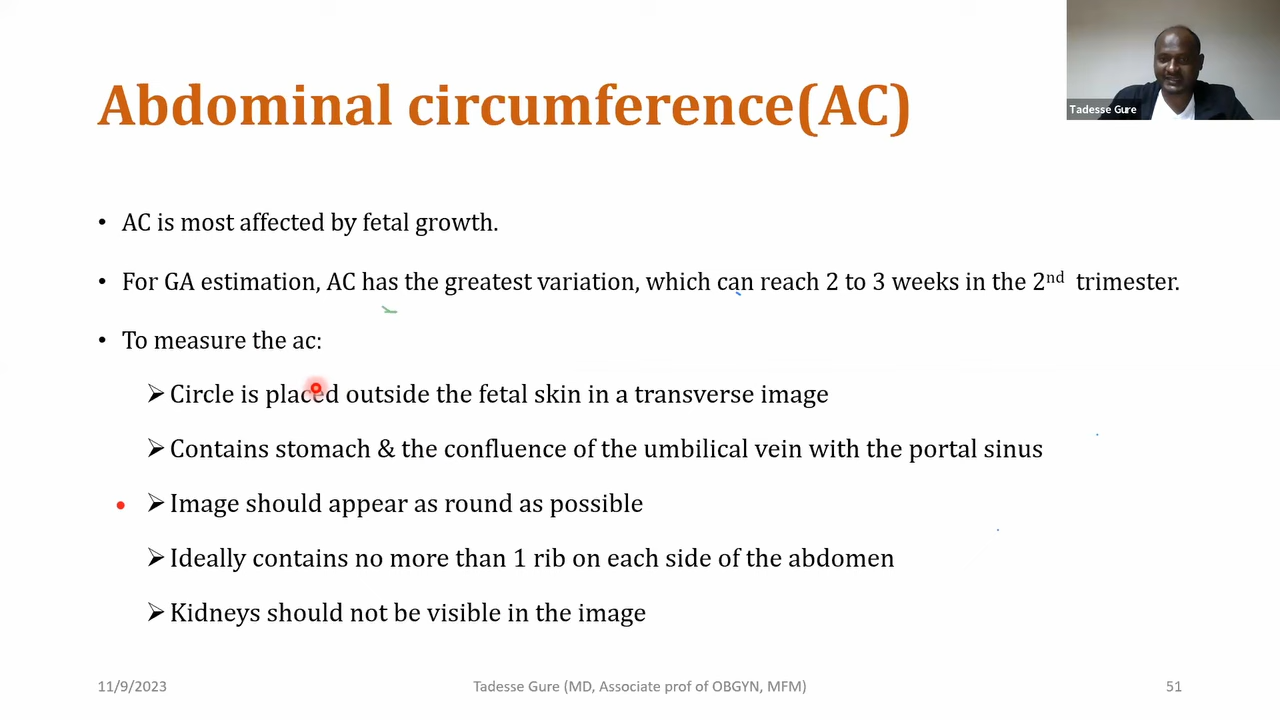 Abdominal circumference(AC)
Tadesse Gure
• AC is most affected by fetal growth.
• For GA estimation, AC has the greatest variation, which can reach 2 to 3 weeks in the 2nd trimester.
• To measure the ac:
➢ Circle is placed outside the fetal skin in a transverse image
➢ Contains stomach & the confluence of the umbilical vein with the portal sinus
➢ Image should appear as round as possible
➢ Ideally contains no more than 1 rib on each side of the abdomen
➢ Kidneys should not be visible in the image
11/9/2023
Tadesse Gure (MD, Associate prof of OBGYN, MFM)
51